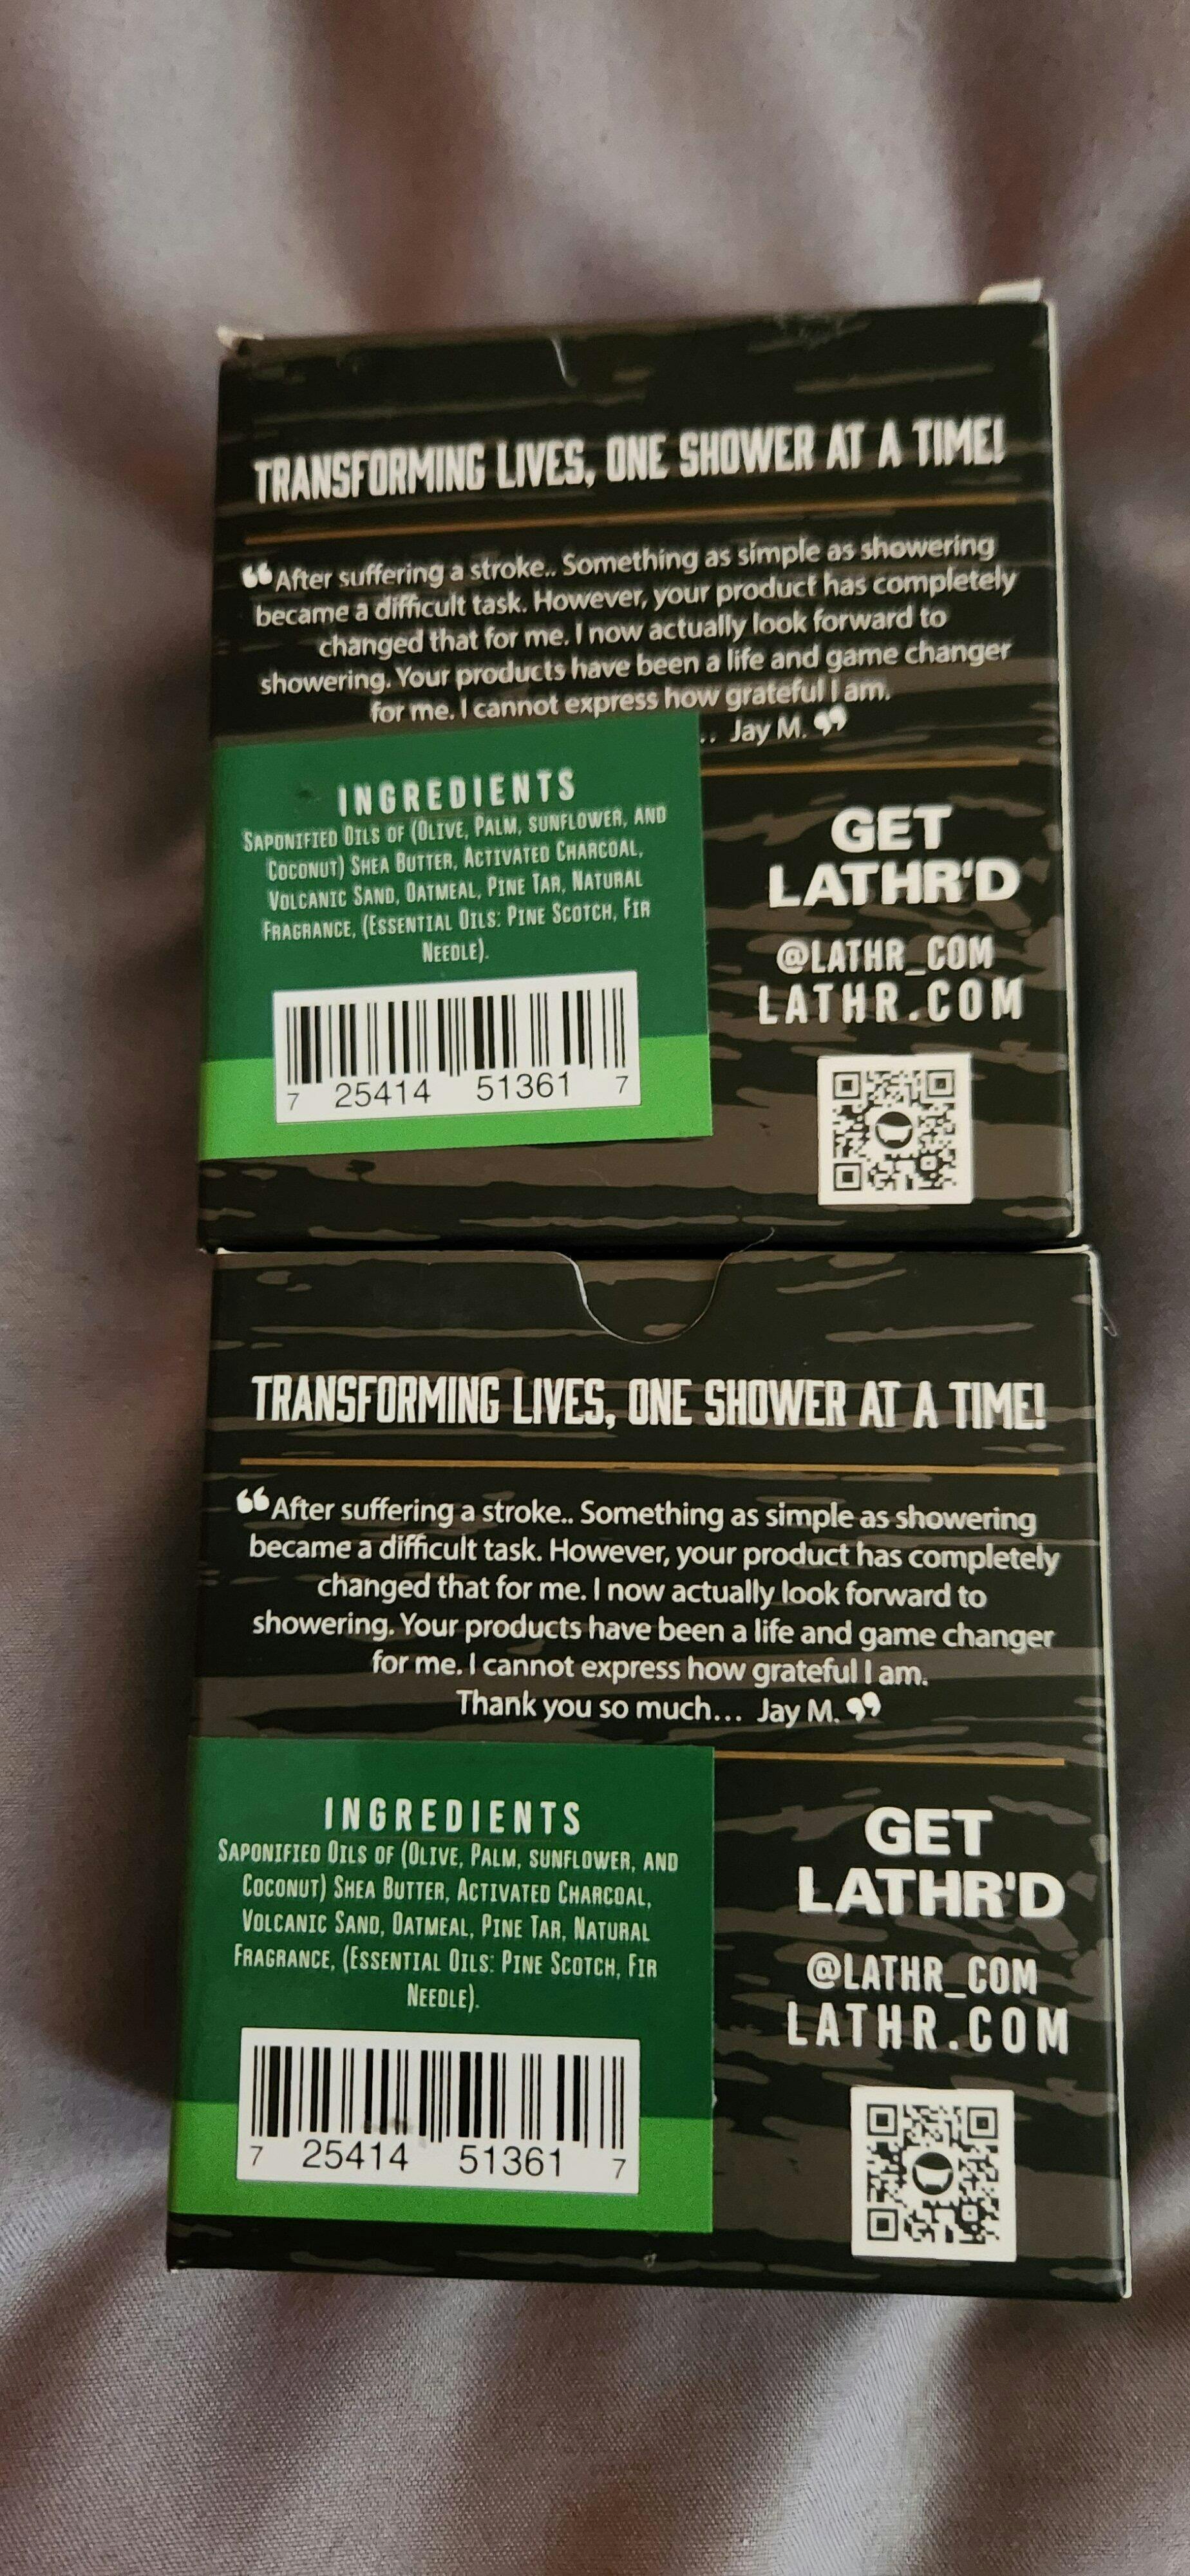 TRANSFORMING LIVES, ONE SHOWER AT A TIME!
“After suffering a stroke.. Something as simple as showering
became a difficult task. However, your product has completely
changed that for me. I now actually look forward to
showering. Your products have been a life and game changer
for me. I cannot express how grateful I am.
.. Jay M.”
INGREDIENTS
SAPONIFIED OILS OF (OLIVE, PALM, SUNFLOWER, AND
COCONUT) SHEA BUTTER, ACTIVATED CHARCOAL,
VOLCANIC SAND, OATMEAL, PINE TAR, NATURAL
FRAGRANCE, (ESSENTIAL OILS: PINE SCOTCH, FIR
NEEDLE).
7 25414 51361 7
GET
LATHR'D
@LATHR_COM
LATHR.COM
TRANSFORMING LIVES, ONE SHOWER AT A TIME!
“After suffering a stroke.. Something as simple as showering
became a difficult task. However, your product has completely
changed that for me. I now actually look forward to
showering. Your products have been a life and game changer
for me. I cannot express how grateful I am.
Thank you so much... Jay M.”
INGREDIENTS
SAPONIFIED OILS OF (OLIVE, PALM, SUNFLOWER, AND
COCONUT) SHEA BUTTER, ACTIVATED CHARCOAL,
VOLCANIC SAND, OATMEAL, PINE TAR, NATURAL
FRAGRANCE, (ESSENTIAL OILS: PINE SCOTCH, FIR
NEEDLE).
7 25414 51361 7
GET
LATHR'D
@LATHR_COM
LATHR.COM